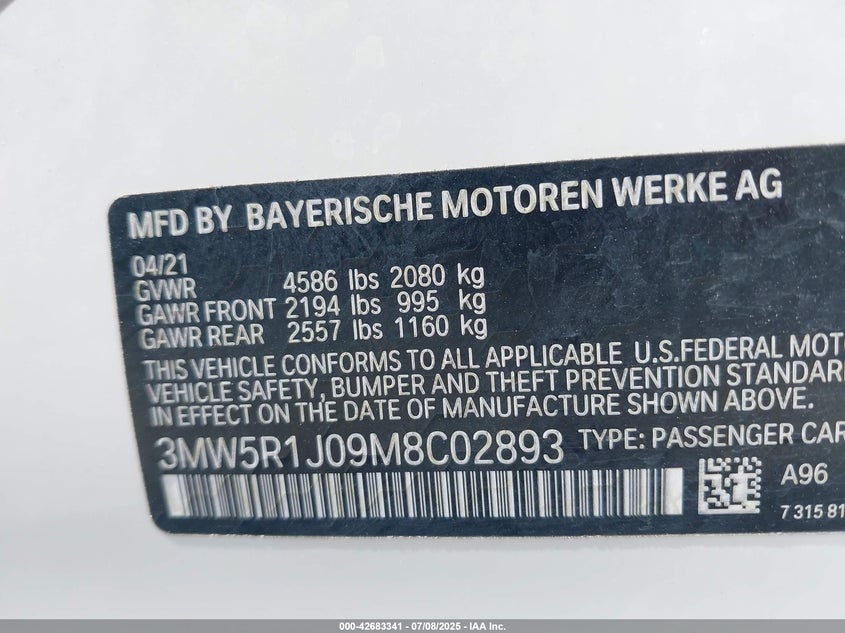 MFD BY BAYERISCHE MOTOREN WERKE AG
04/21
GVWR 4586 lbs 2080 kg
GAWR FRONT 2194 lbs 995 kg
GAWR REAR 2557 lbs 1160 kg
THIS VEHICLE CONFORMS TO ALL APPLICABLE U.S.FEDERAL MOTO
VEHICLE SAFETY, BUMPER AND THEFT PREVENTION STANDARD
IN EFFECT ON THE DATE OF MANUFACTURE SHOWN ABOVE.
3MW5R1J09M8C02893 TYPE: PASSENGER CAR
A96
7 315 81
000-42683341 / 07/08/2025 - IAA Inc.